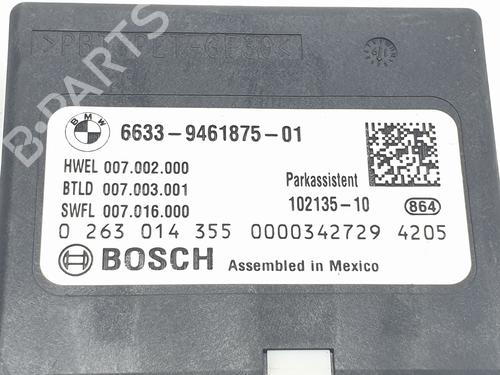 B-PARTS
BMW
6633-9461875-01
HWEL 007.002.000
BTLD 007.003.001
SWFL 007.016.000
Parkassistent
102135-10
864
0 263 014 355 0000342729 4205
BOSCH
Assembled in Mexico